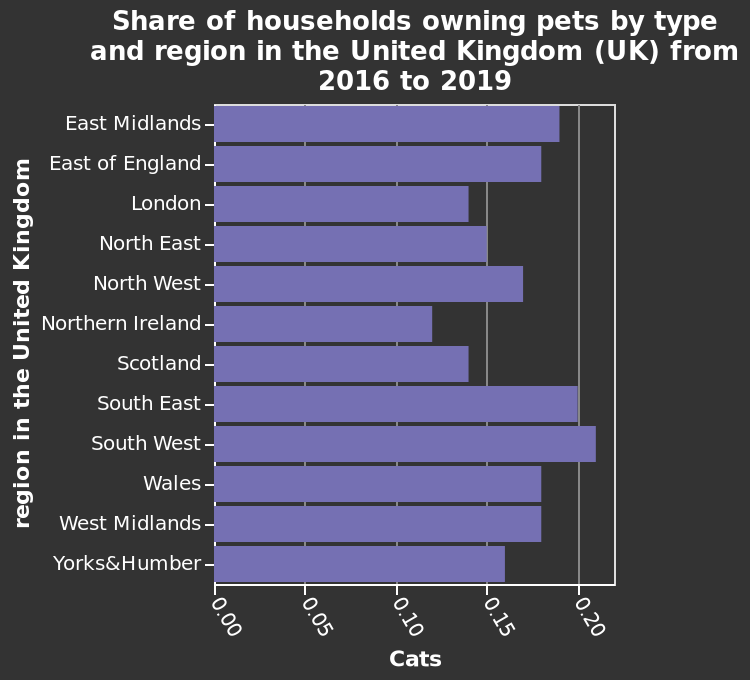 Share of households owning pets by type
and region in the United Kingdom (UK) from
2016 to 2019
region in the United Kingdom
East Midlands
East of England
London
North East
North West
Northern Ireland
Scotland
South East
South West
Wales
West Midlands
Yorks&Humber
0.00 0.05 0.10 0.15 0.20
Cats